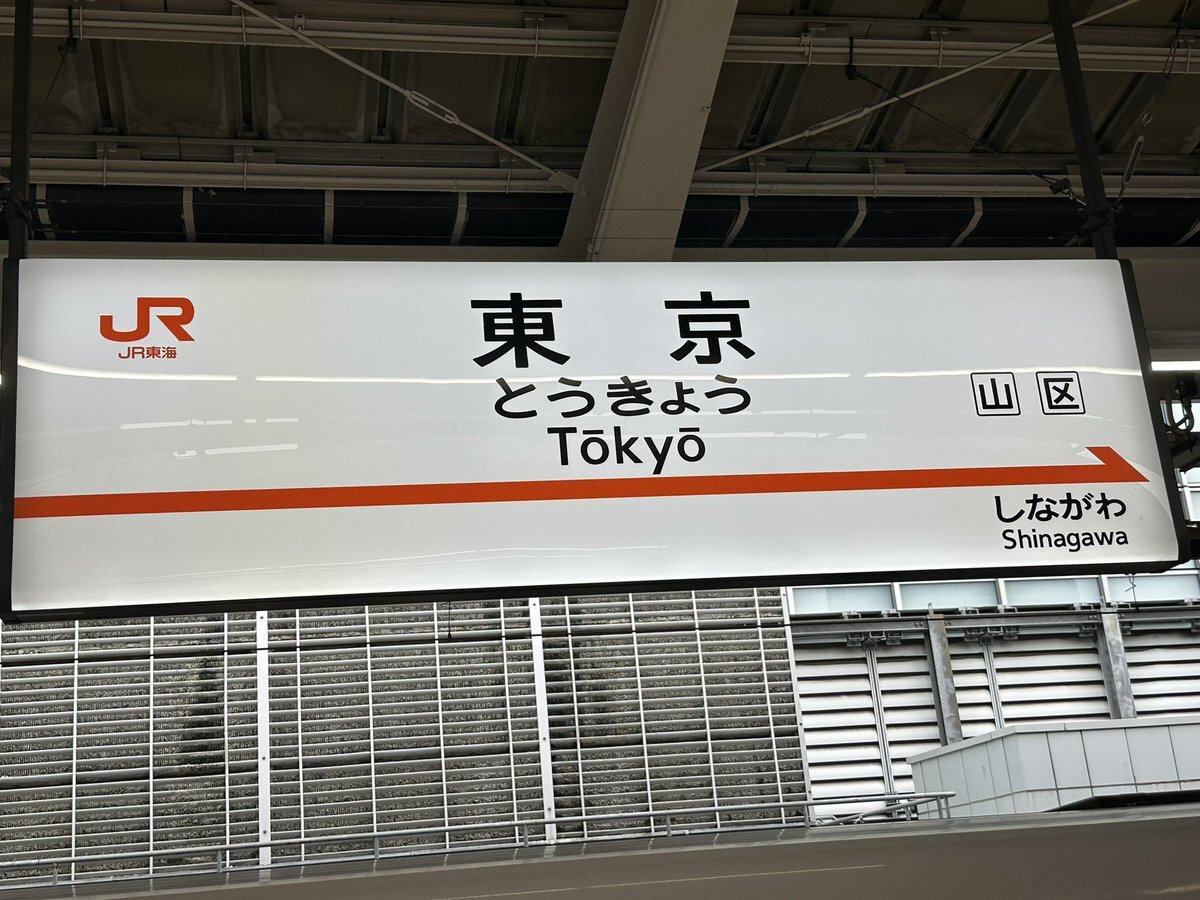 JR
JR東海
東京
とうきょう
Tōkyō
山 区
しながわ
Shinagawa